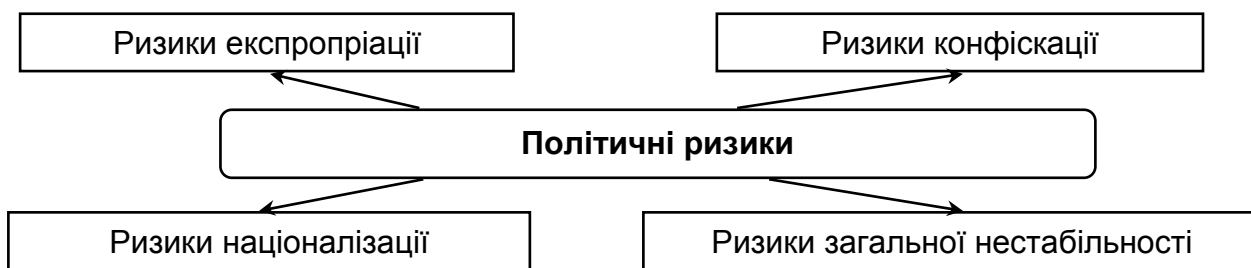 Ризики експропріації
Ризики конфіскації
Політичні ризики
Ризики націоналізації
Ризики загальної нестабільності